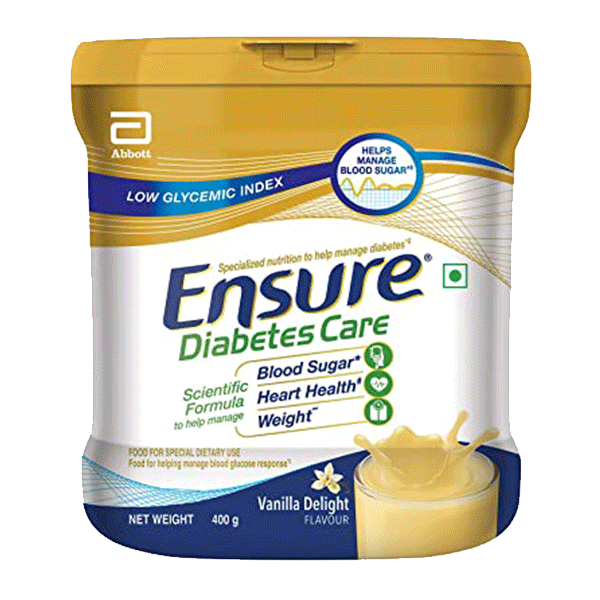 Abbott
LOW GLYCEMIC INDEX
HELPS
MANAGE
BLOOD SUGAR
Specialized nutrition to help manage diabetes
Ensure®
Diabetes Care
Scientific
Formula
to help manage
Blood Sugar*
Heart Health
Weight~
FOOD FOR SPECIAL DIETARY USE
Food for helping manage blood glucose response
Vanilla Delight
FLAVOUR
NET WEIGHT 400 g